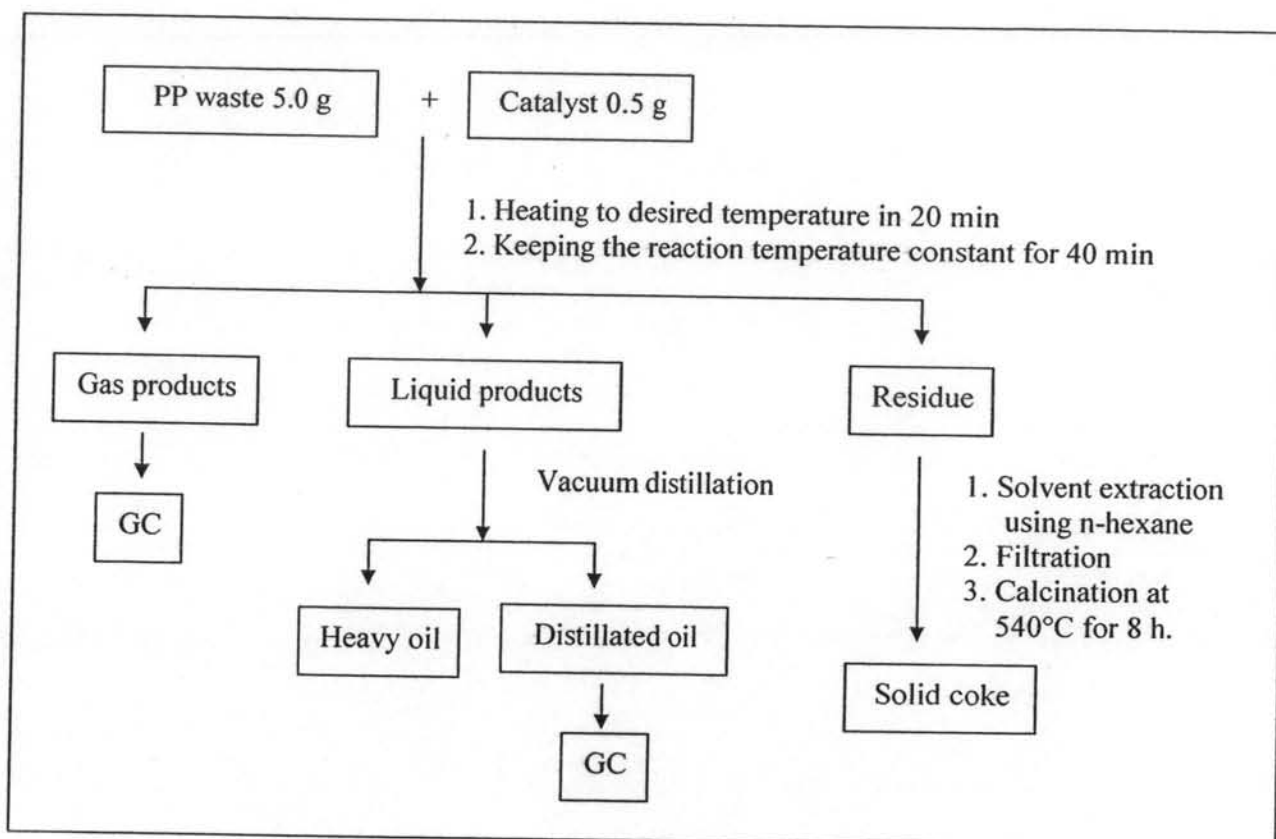 PP waste 5.0 g + Catalyst 0.5 g
1. Heating to desired temperature in 20 min
2. Keeping the reaction temperature constant for 40 min
Gas products
Liquid products
Residue
GC
Vacuum distillation
1. Solvent extraction
using n-hexane
2. Filtration
3. Calcination at
540°C for 8 h.
Heavy oil
Distillated oil
Solid coke
GC